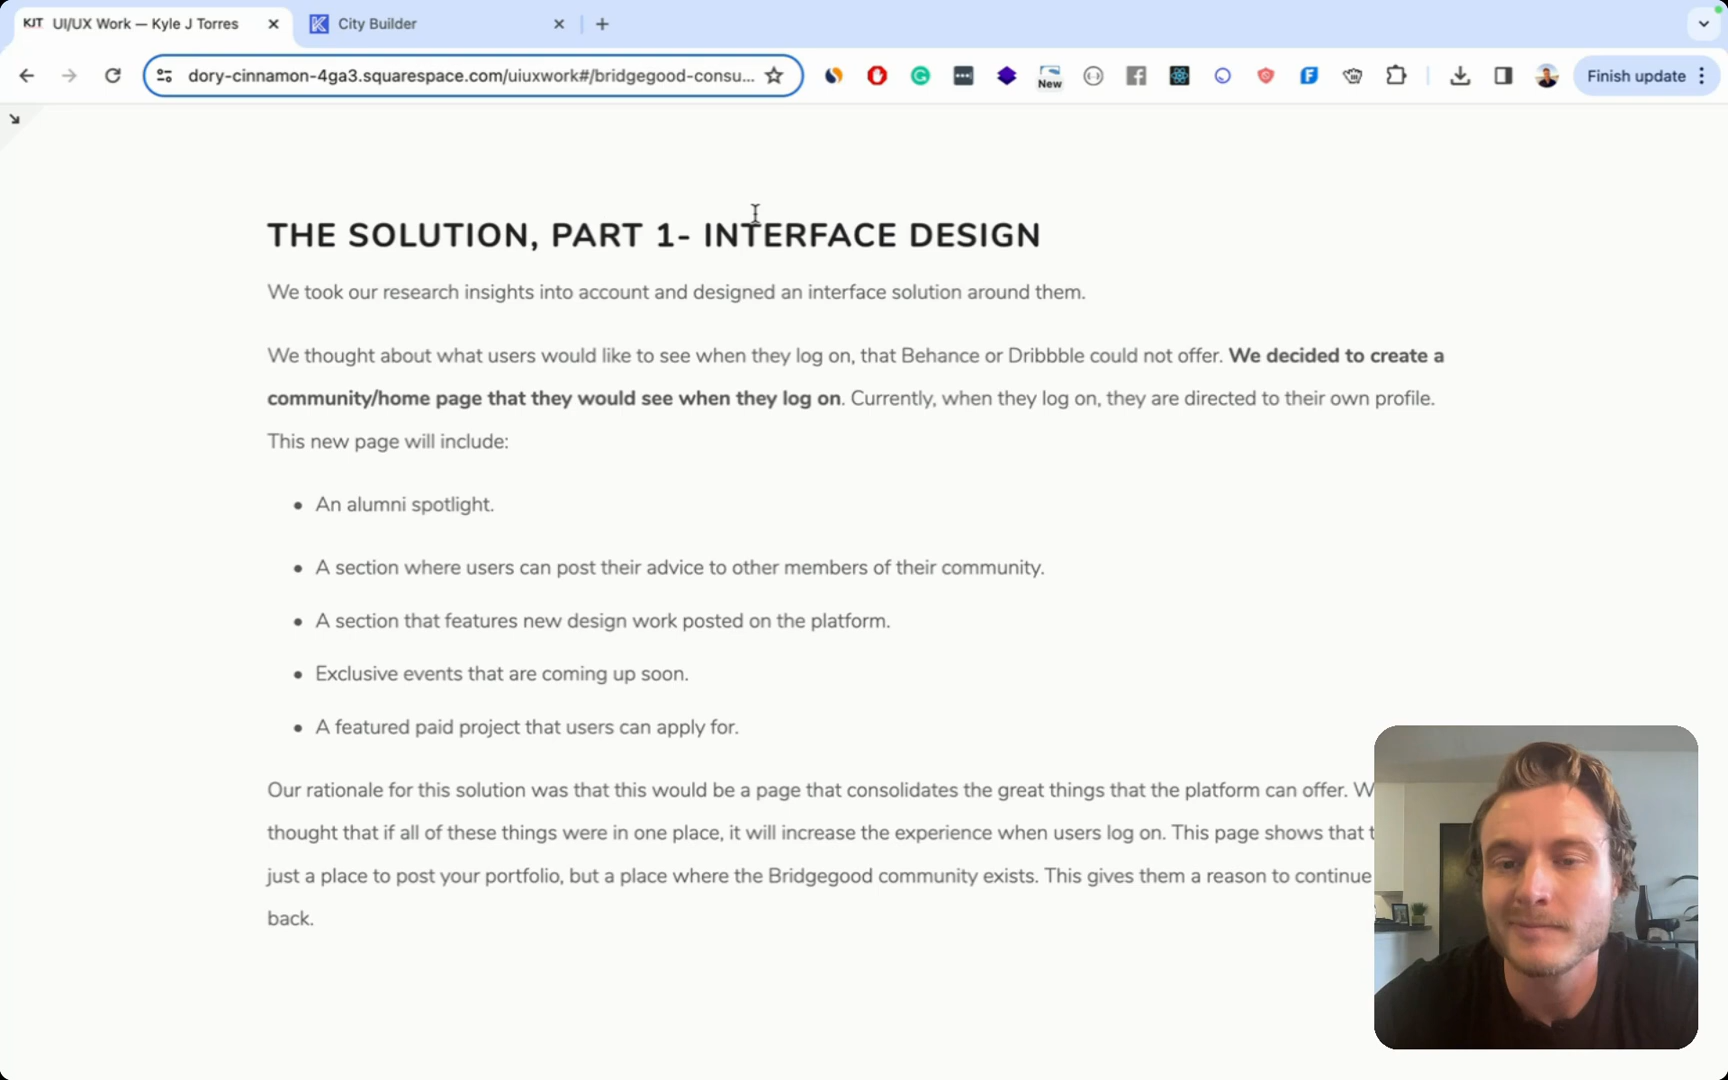 KJT UI/UX Work — Kyle J Torres
City Builder
dory-cinnamon-4ga3.squarespace.com/uiuxwork#/bridgegood-consu...
New
Finish update
THE SOLUTION, PART 1- INTERFACE DESIGN
We took our research insights into account and designed an interface solution around them.
We thought about what users would like to see when they log on, that Behance or Dribbble could not offer. We decided to create a
community/home page that they would see when they log on. Currently, when they log on, they are directed to their own profile.
This new page will include:
• An alumni spotlight.
• A section where users can post their advice to other members of their community.
• A section that features new design work posted on the platform.
• Exclusive events that are coming up soon.
• A featured paid project that users can apply for.
Our rationale for this solution was that this would be a page that consolidates the great things that the platform can offer. W
thought that if all of these things were in one place, it will increase the experience when users log on. This page shows that t
just a place to post your portfolio, but a place where the Bridgegood community exists. This gives them a reason to continue
back.